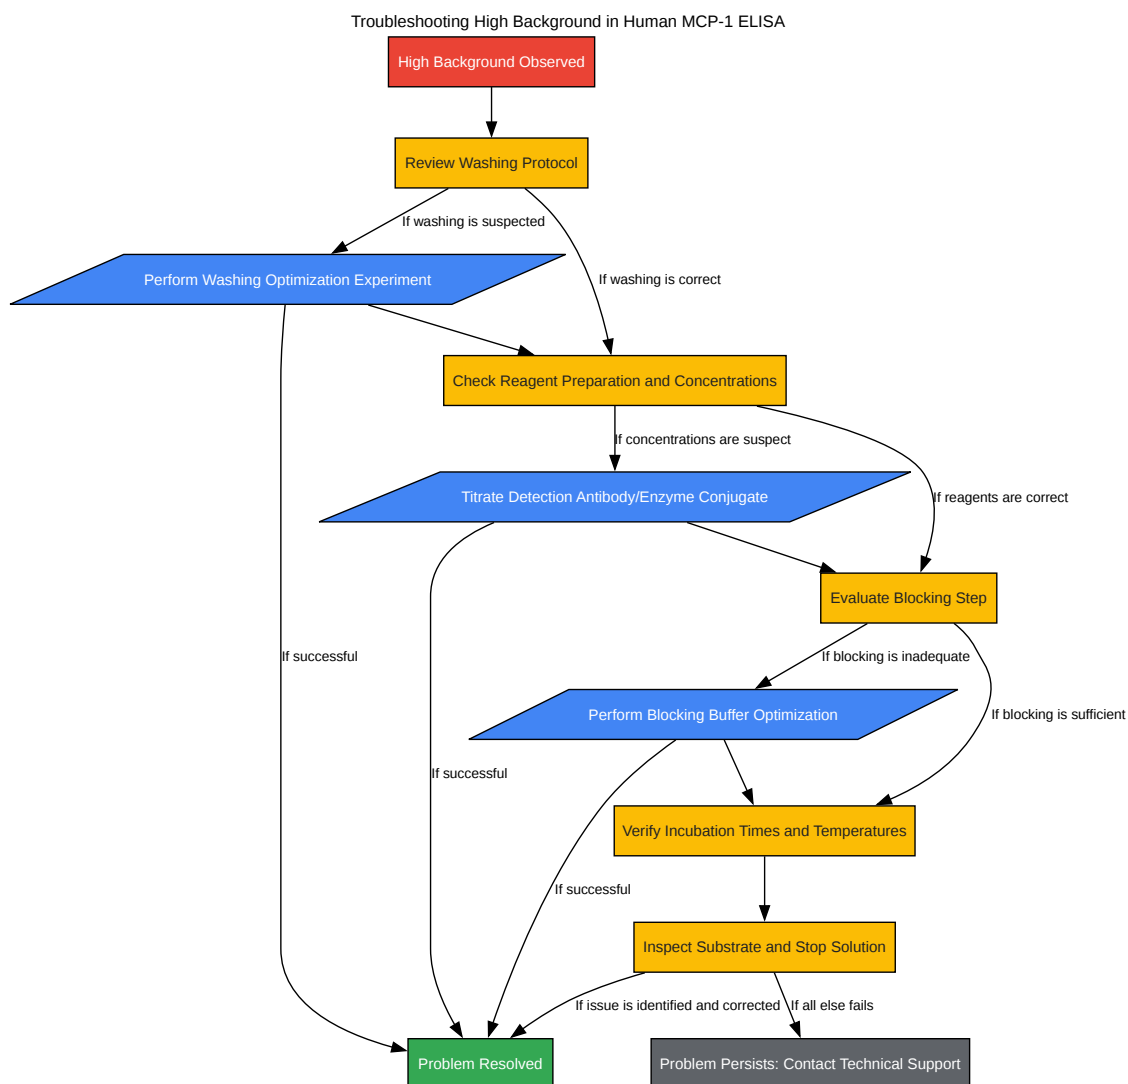 Troubleshooting High Background in Human MCP-1 ELISA
High Background Observed
Review Washing Protocol
If washing is suspected
If washing is correct
Perform Washing Optimization Experiment
Check Reagent Preparation and Concentrations
If concentrations are suspect
If reagents are correct
Titrate Detection Antibody/Enzyme Conjugate
Evaluate Blocking Step
If successful
If blocking is inadequate
If blocking is sufficient
Perform Blocking Buffer Optimization
If successful
Verify Incubation Times and Temperatures
If successful
Inspect Substrate and Stop Solution
If issue is identified and corrected
If all else fails
Problem Resolved
Problem Persists: Contact Technical Support